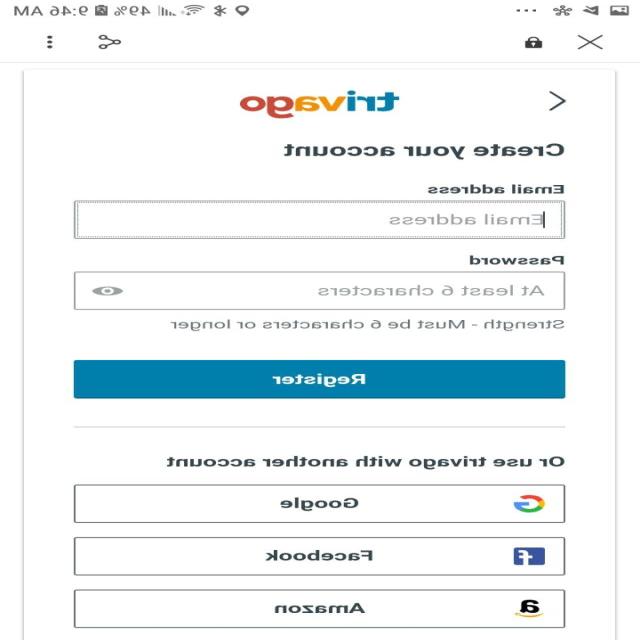 49% 9:46 AM
trivago
Create your account
Email address
Email address
Password
At least 6 characters
Strength - Must be 6 characters or longer
Register
Or use trivago with another account
Google
Facebook
Amazon